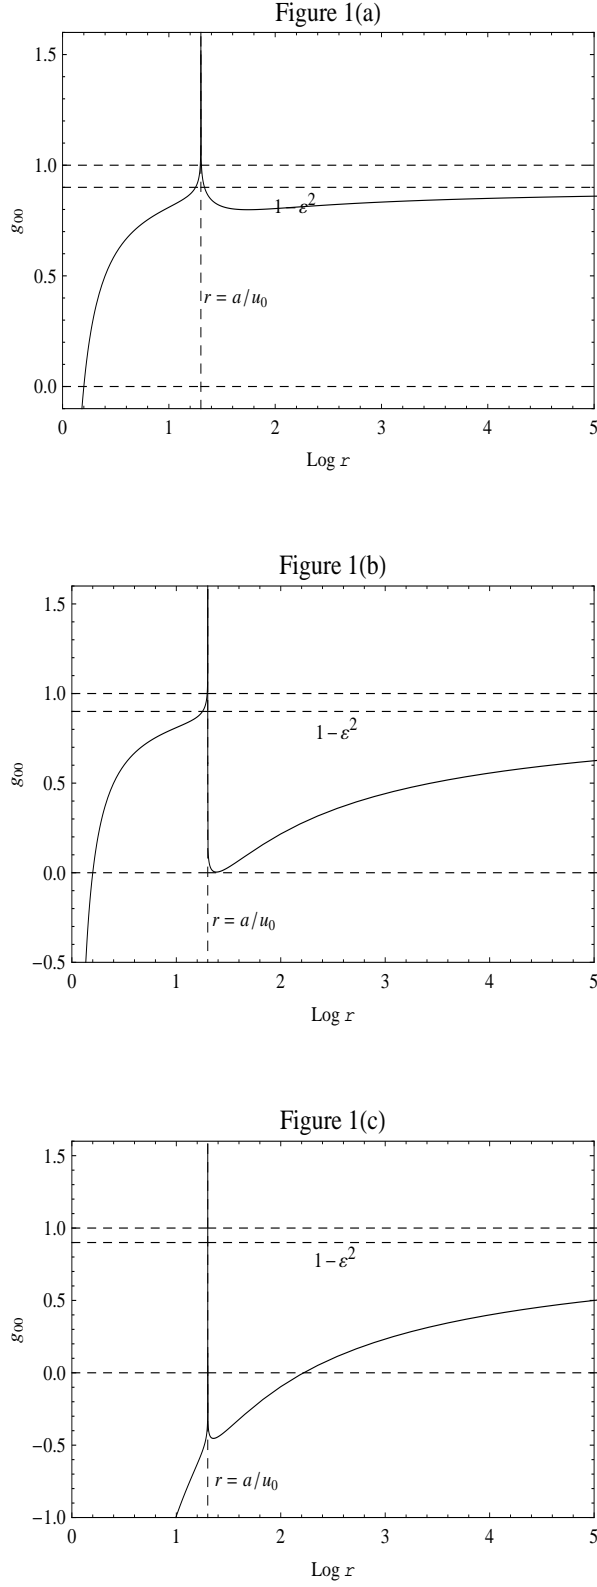 Figure 1(a)
1.5
1.0
0.5
0.0
g₀₀
1 - ε²
r = a/u₀
0 1 2 3 4 5
Log r
Figure 1(b)
1.5
1.0
0.5
0.0
−0.5
g₀₀
1 − ε²
r = a/u₀
0 1 2 3 4 5
Log r
Figure 1(c)
1.5
1.0
0.5
0.0
−0.5
−1.0
g₀₀
1 − ε²
r = a/u₀
0 1 2 3 4 5
Log r